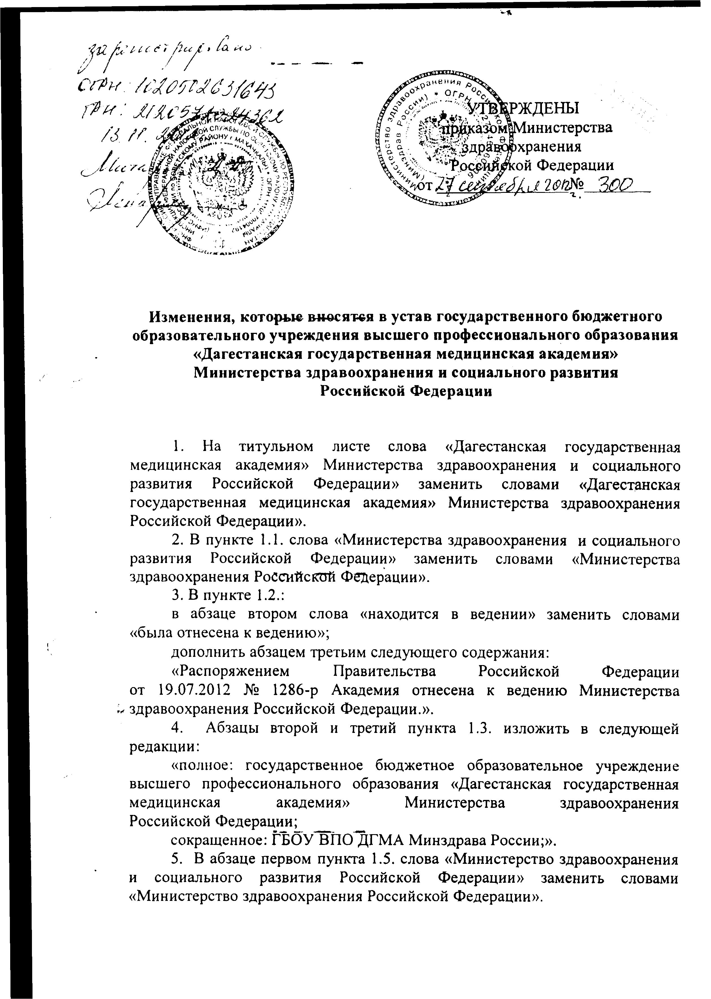 зарегистрировано
ОГРН: 1020502631643
ГРН: 2120571024362
13.11.
УТВЕРЖДЕНЫ
приказом Министерства
здравоохранения
Российской Федерации
от 27 сентября 2012 № 300
г.
Изменения, которые вносятся в устав государственного бюджетного
образовательного учреждения высшего профессионального образования
«Дагестанская государственная медицинская академия»
Министерства здравоохранения и социального развития
Российской Федерации
1. На титульном листе слова «Дагестанская государственная
медицинская академия» Министерства здравоохранения и социального
развития Российской Федерации» заменить словами «Дагестанская
государственная медицинская академия» Министерства здравоохранения
Российской Федерации».
2. В пункте 1.1. слова «Министерства здравоохранения и социального
развития Российской Федерации» заменить словами «Министерства
здравоохранения Российской Федерации».
3. В пункте 1.2.:
в абзаце втором слова «находится в ведении» заменить словами
«была отнесена к ведению»;
дополнить абзацем третьим следующего содержания:
«Распоряжением Правительства Российской Федерации
от 19.07.2012 № 1286-р Академия отнесена к ведению Министерства
здравоохранения Российской Федерации.».
4. Абзацы второй и третий пункта 1.3. изложить в следующей
редакции:
«полное: государственное бюджетное образовательное учреждение
высшего профессионального образования «Дагестанская государственная
медицинская академия» Министерства здравоохранения
Российской Федерации;
сокращенное: ГБОУ ВПО ДГМА Минздрава России;».
5. В абзаце первом пункта 1.5. слова «Министерство здравоохранения
и социального развития Российской Федерации» заменить словами
«Министерство здравоохранения Российской Федерации».